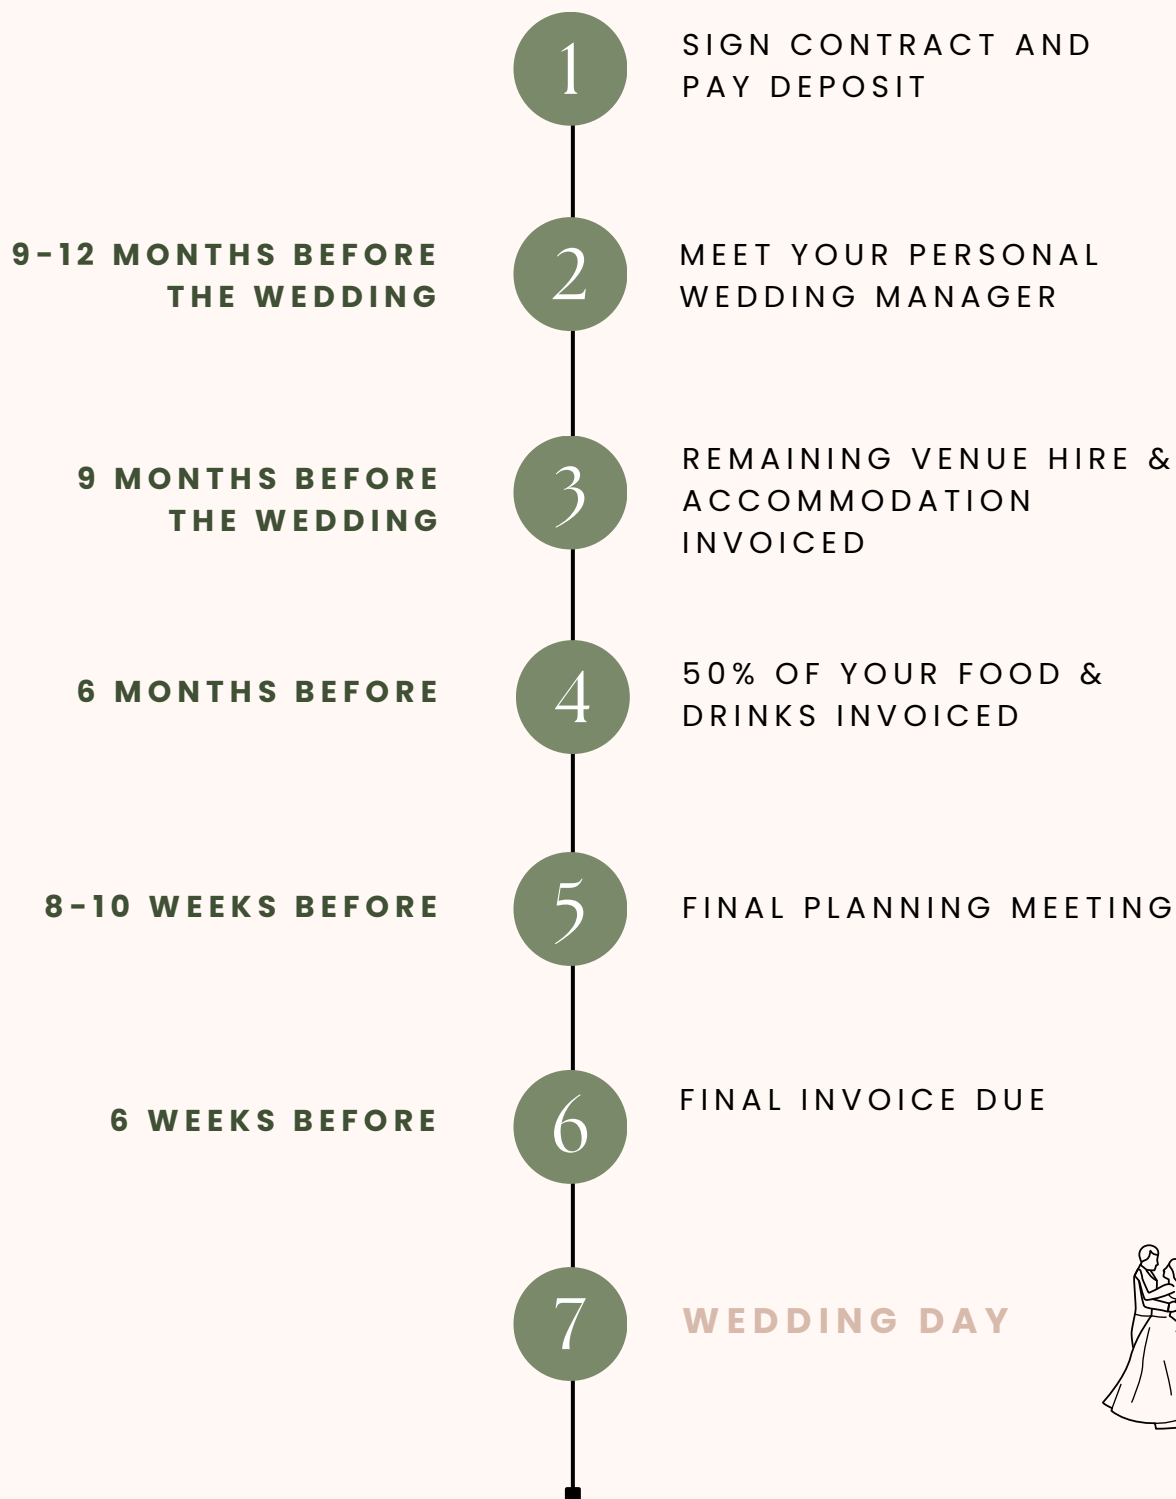 1
SIGN CONTRACT AND
PAY DEPOSIT
9-12 MONTHS BEFORE
THE WEDDING
2
MEET YOUR PERSONAL
WEDDING MANAGER
9 MONTHS BEFORE
THE WEDDING
3
REMAINING VENUE HIRE &
ACCOMMODATION
INVOICED
6 MONTHS BEFORE
4
50% OF YOUR FOOD &
DRINKS INVOICED
8-10 WEEKS BEFORE
5
FINAL PLANNING MEETING
6 WEEKS BEFORE
6
FINAL INVOICE DUE
7
WEDDING DAY